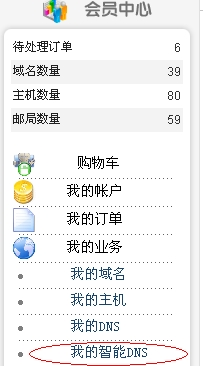 会员中心
待处理订单 6
域名数量 39
主机数量 80
邮局数量 59
购物车
我的帐户
我的订单
我的业务
我的域名
我的主机
我的DNS
我的智能DNS